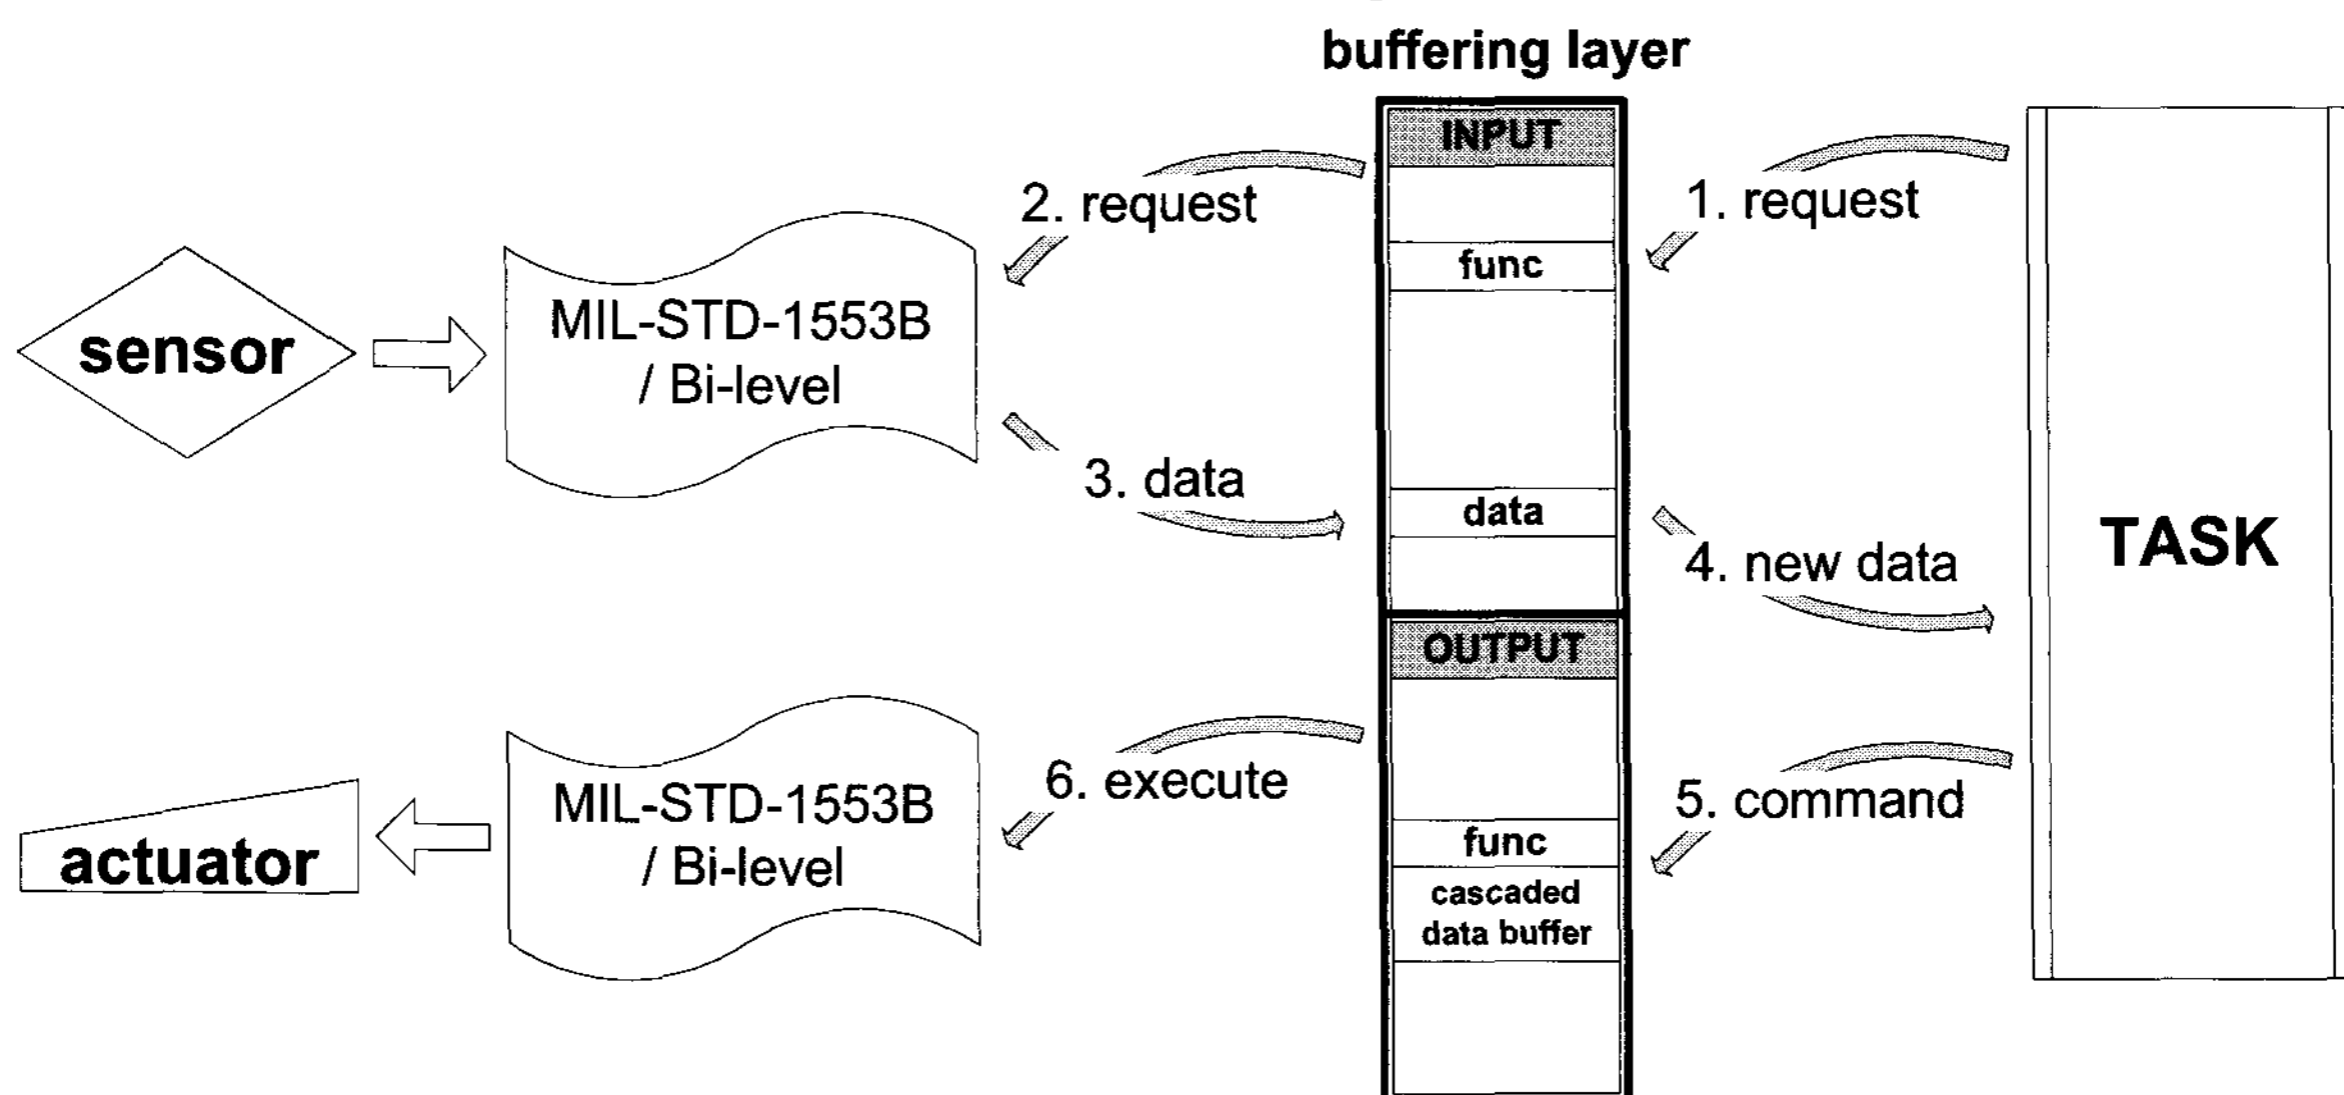 buffering layer
INPUT
2. request
1. request
func
sensor
MIL-STD-1553B
/ Bi-level
3. data
data
4. new data
TASK
OUTPUT
6. execute
5. command
func
actuator
MIL-STD-1553B
/ Bi-level
cascaded
data buffer